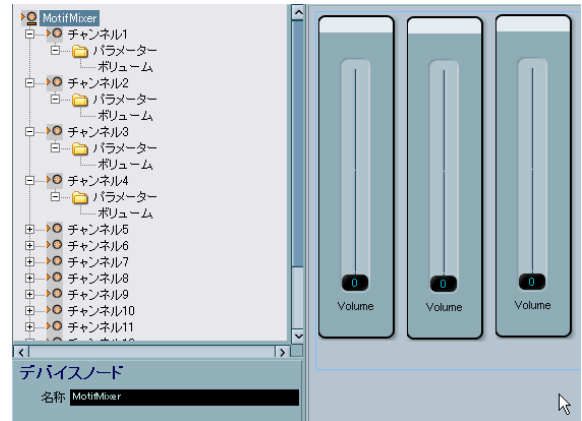 MotifMixer
チャンネル1
パラメーター
ボリューム
チャンネル2
パラメーター
ボリューム
チャンネル3
パラメーター
ボリューム
チャンネル4
パラメーター
ボリューム
チャンネル5
チャンネル6
チャンネル7
チャンネル8
チャンネル9
チャンネル10
チャンネル11
デバイスノード
名称 MotifMixer
0 0 0
Volume Volume Volume